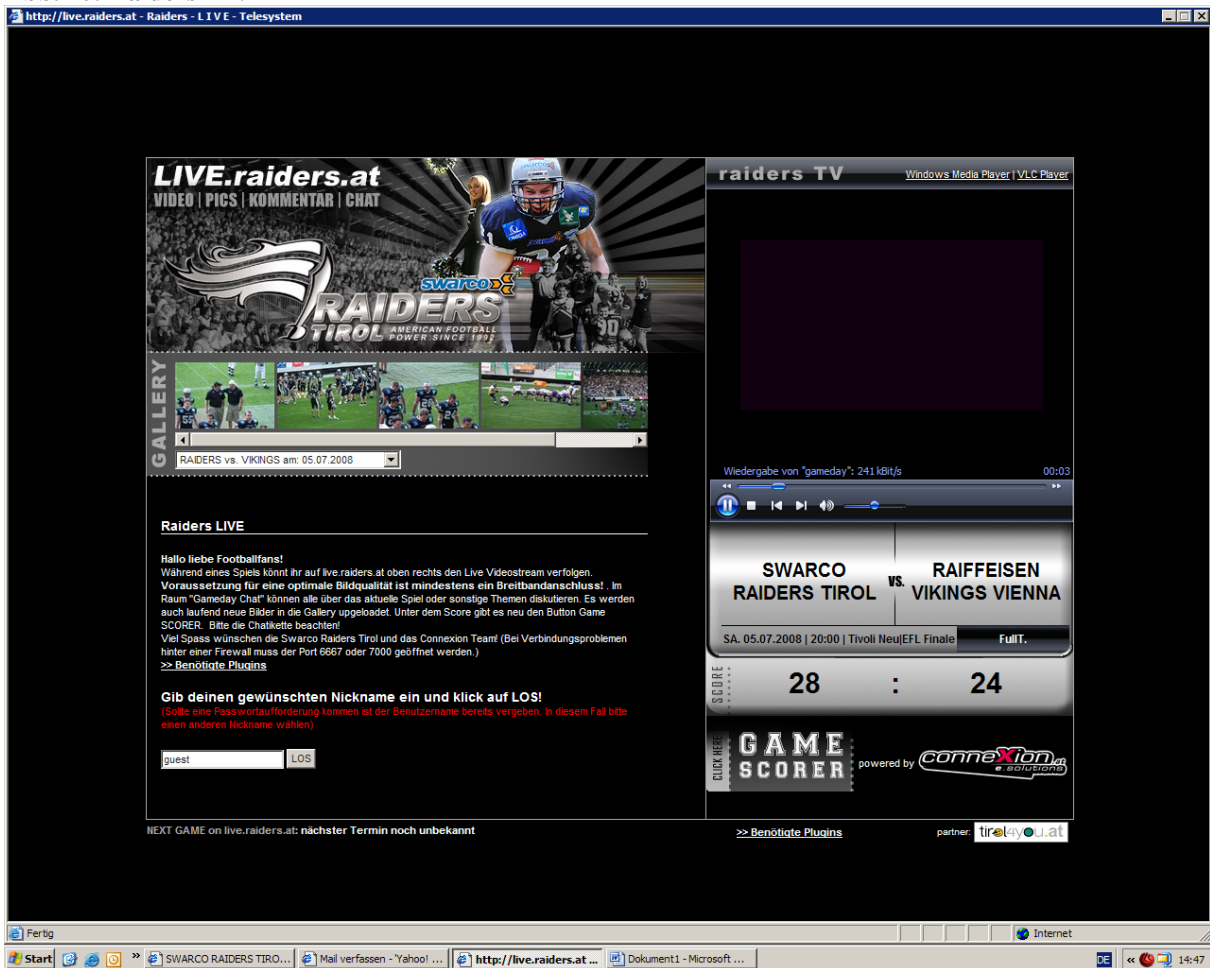 http://live.raiders.at - Raiders - L I V E - Telesystem
LIVE.raiders.at
VIDEO | PICS | KOMMENTAR | CHAT
swarco
RAIDERS
TIROL
AMERICAN FOOTBALL
POWER SINCE 1992
raiders TV
Windows Media Player | VLC Player
GALLERY
RAIDERS vs. VIKINGS am: 05.07.2008
Wiedergabe von "gameday": 241 kBit/s
00:03
Raiders LIVE
Hallo liebe Footballfans!
Während eines Spiels könnt ihr auf live.raiders.at oben rechts den Live Videostream verfolgen.
Voraussetzung für eine optimale Bildqualität ist mindestens ein Breitbandanschluss! . Im
Raum "Gameday Chat" können alle über das aktuelle Spiel oder sonstige Themen diskutieren. Es werden
auch laufend neue Bilder in die Gallery upgeloadet. Unter dem Score gibt es neu den Button Game
SCORER. Bitte die Chatikette beachten!
Viel Spass wünschen die Swarco Raiders Tirol und das Connexion Team! (Bei Verbindungsproblemen
hinter einer Firewall muss der Port 6667 oder 7000 geöffnet werden.)
>> Benötigte Plugins
Gib deinen gewünschten Nickname ein und klick auf LOS!
(Sollte eine Passwortaufforderung kommen ist der Benutzername bereits vergeben. In diesem Fall bitte
einen anderen Nickname wählen)
guest
LOS
SWARCO
RAIDERS TIROL
vs.
RAIFFEISEN
VIKINGS VIENNA
SA. 05.07.2008 | 20:00 | Tivoli Neu|EFL Finale
FullT.
SCORE
28 : 24
CLICK HERE
GAME
SCORER
powered by
conneXion.at
e.solutions
NEXT GAME on live.raiders.at: nächster Termin noch unbekannt
>> Benötigte Plugins
partner:
tirol4you.at
Fertig
Internet
Start
SWARCO RAIDERS TIRO...
Mail verfassen - 'Yahoo! ...
http://live.raiders.at ...
Dokument1 - Microsoft ...
DE
14:47